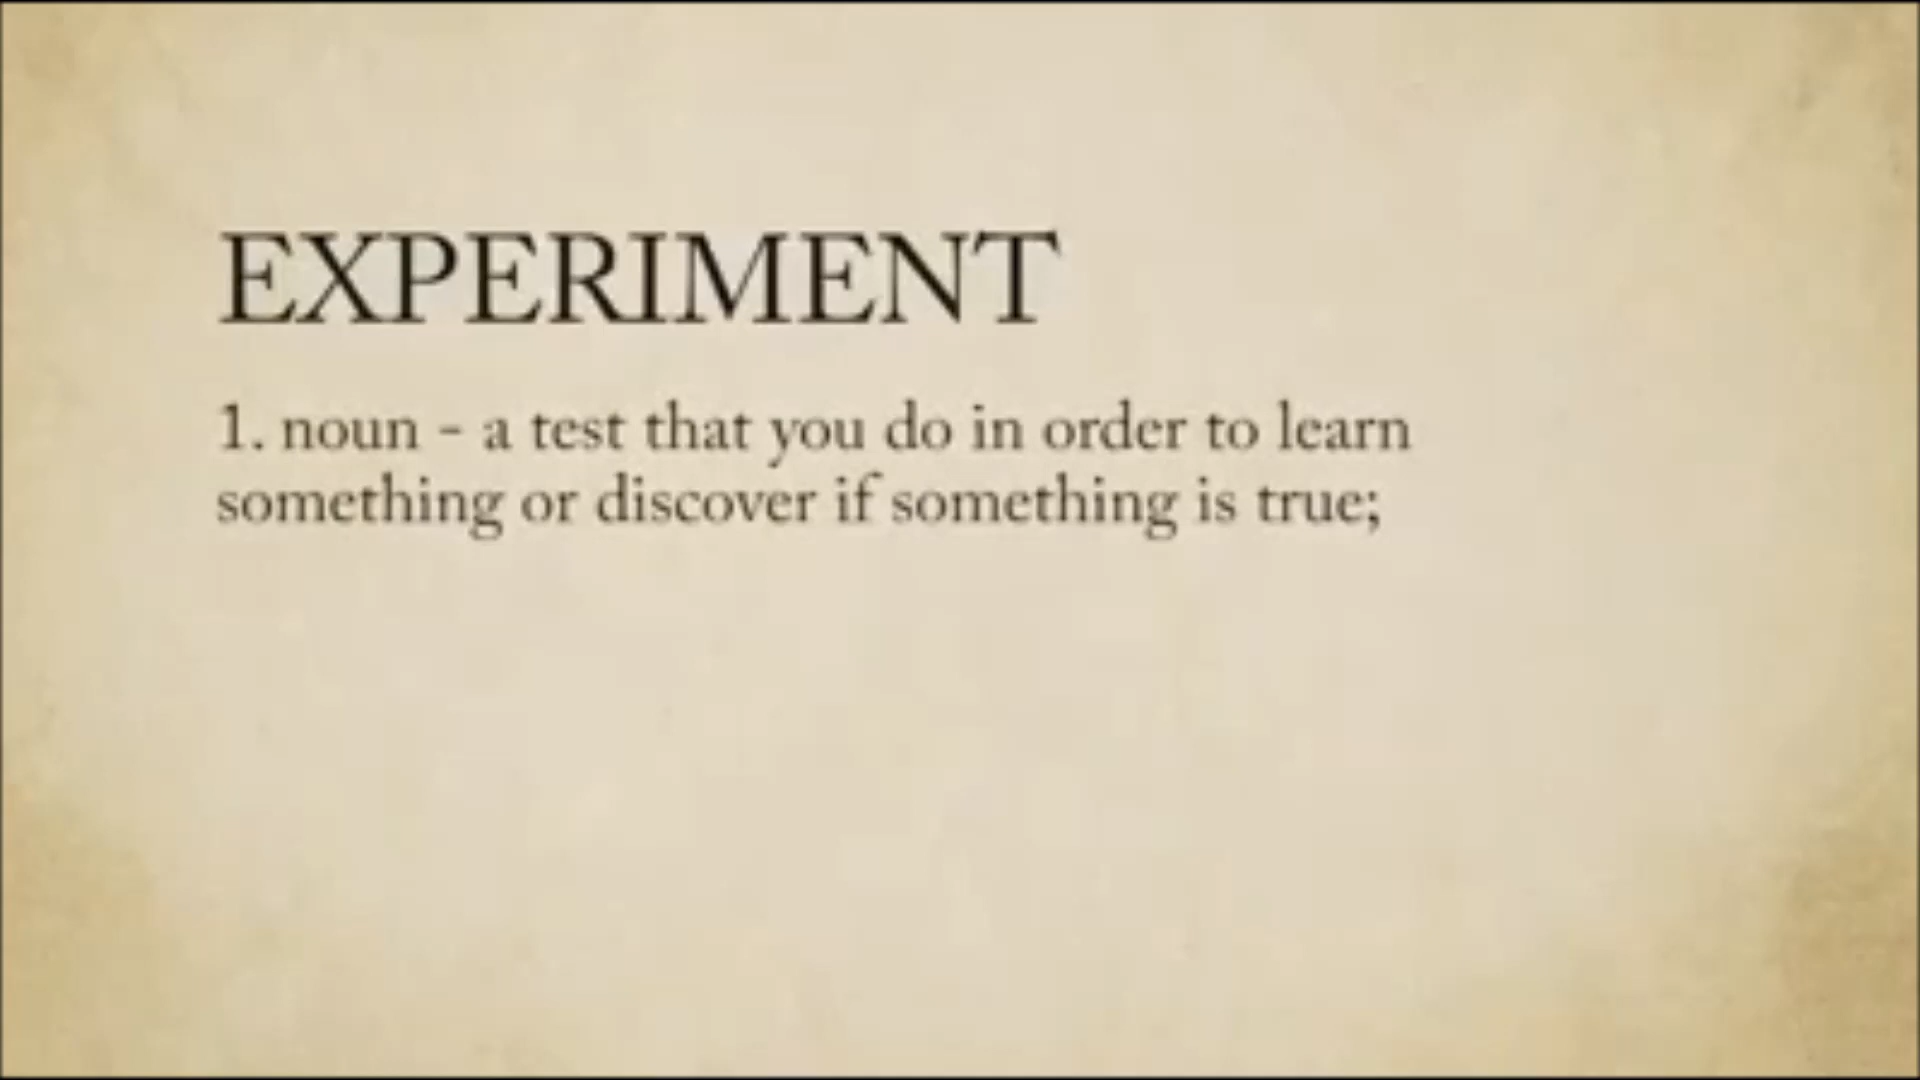 EXPERIMENT
1. noun - a test that you do in order to learn
something or discover if something is true;